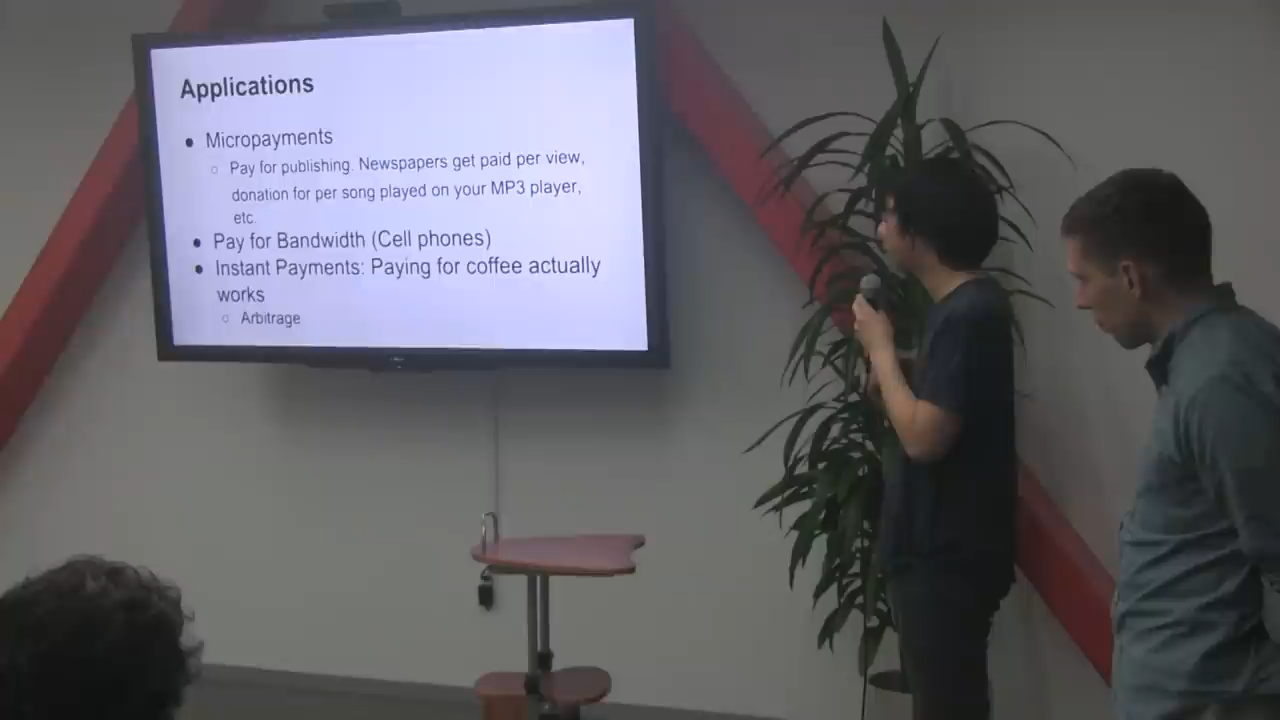 Applications
● Micropayments
○ Pay for publishing. Newspapers get paid per view,
donation for per song played on your MP3 player,
etc.
● Pay for Bandwidth (Cell phones)
● Instant Payments: Paying for coffee actually
works
○ Arbitrage